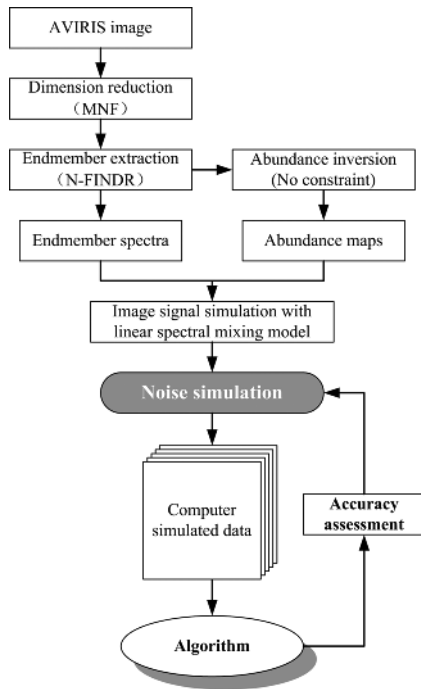 AVIRIS image
Dimension reduction
（MNF）
Endmember extraction
(N-FINDR)
Abundance inversion
(No constraint)
Endmember spectra
Abundance maps
Image signal simulation with
linear spectral mixing model
Noise simulation
Computer
simulated data
Accuracy
assessment
Algorithm